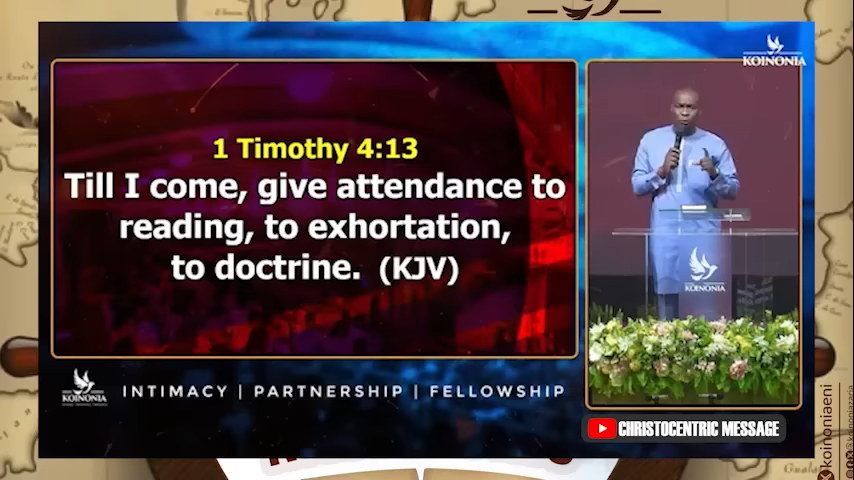 KOINONIA
1 Timothy 4:13
Till I come, give attendance to
reading, to exhortation,
to doctrine. (KJV)
KOINONIA
KOINONIA
INTIMACY | PARTNERSHIP | FELLOWSHIP
CHRISTOCENTRIC MESSAGE
koinoniaeni